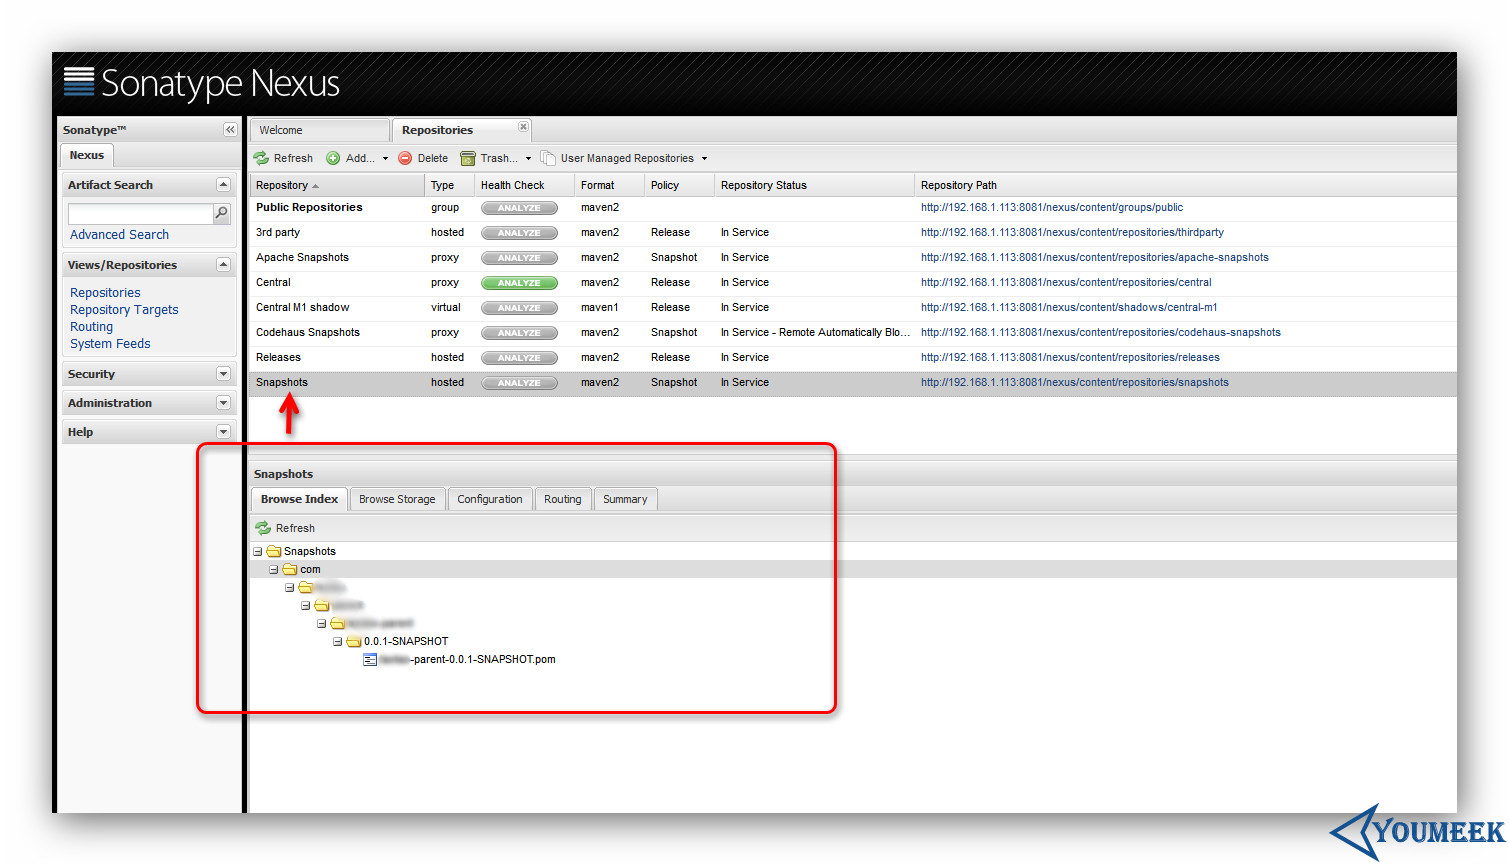 Sonatype Nexus
Sonatype™
Nexus
Artifact Search
Advanced Search
Views/Repositories
Repositories
Repository Targets
Routing
System Feeds
Security
Administration
Help
Welcome Repositories
Refresh Add... Delete Trash... User Managed Repositories
Repository Type Health Check Format Policy Repository Status Repository Path
Public Repositories group ANALYZE maven2 http://192.168.1.113:8081/nexus/content/groups/public
3rd party hosted ANALYZE maven2 Release In Service http://192.168.1.113:8081/nexus/content/repositories/thirdparty
Apache Snapshots proxy ANALYZE maven2 Snapshot In Service http://192.168.1.113:8081/nexus/content/repositories/apache-snapshots
Central proxy ANALYZE maven2 Release In Service http://192.168.1.113:8081/nexus/content/repositories/central
Central M1 shadow virtual ANALYZE maven1 Release In Service http://192.168.1.113:8081/nexus/content/shadows/central-m1
Codehaus Snapshots proxy ANALYZE maven2 Snapshot In Service - Remote Automatically Blo... http://192.168.1.113:8081/nexus/content/repositories/codehaus-snapshots
Releases hosted ANALYZE maven2 Release In Service http://192.168.1.113:8081/nexus/content/repositories/releases
Snapshots hosted ANALYZE maven2 Snapshot In Service http://192.168.1.113:8081/nexus/content/repositories/snapshots
Snapshots
Browse Index Browse Storage Configuration Routing Summary
Refresh
Snapshots
com
-parent
0.0.1-SNAPSHOT
-parent-0.0.1-SNAPSHOT.pom
YOUMEEK